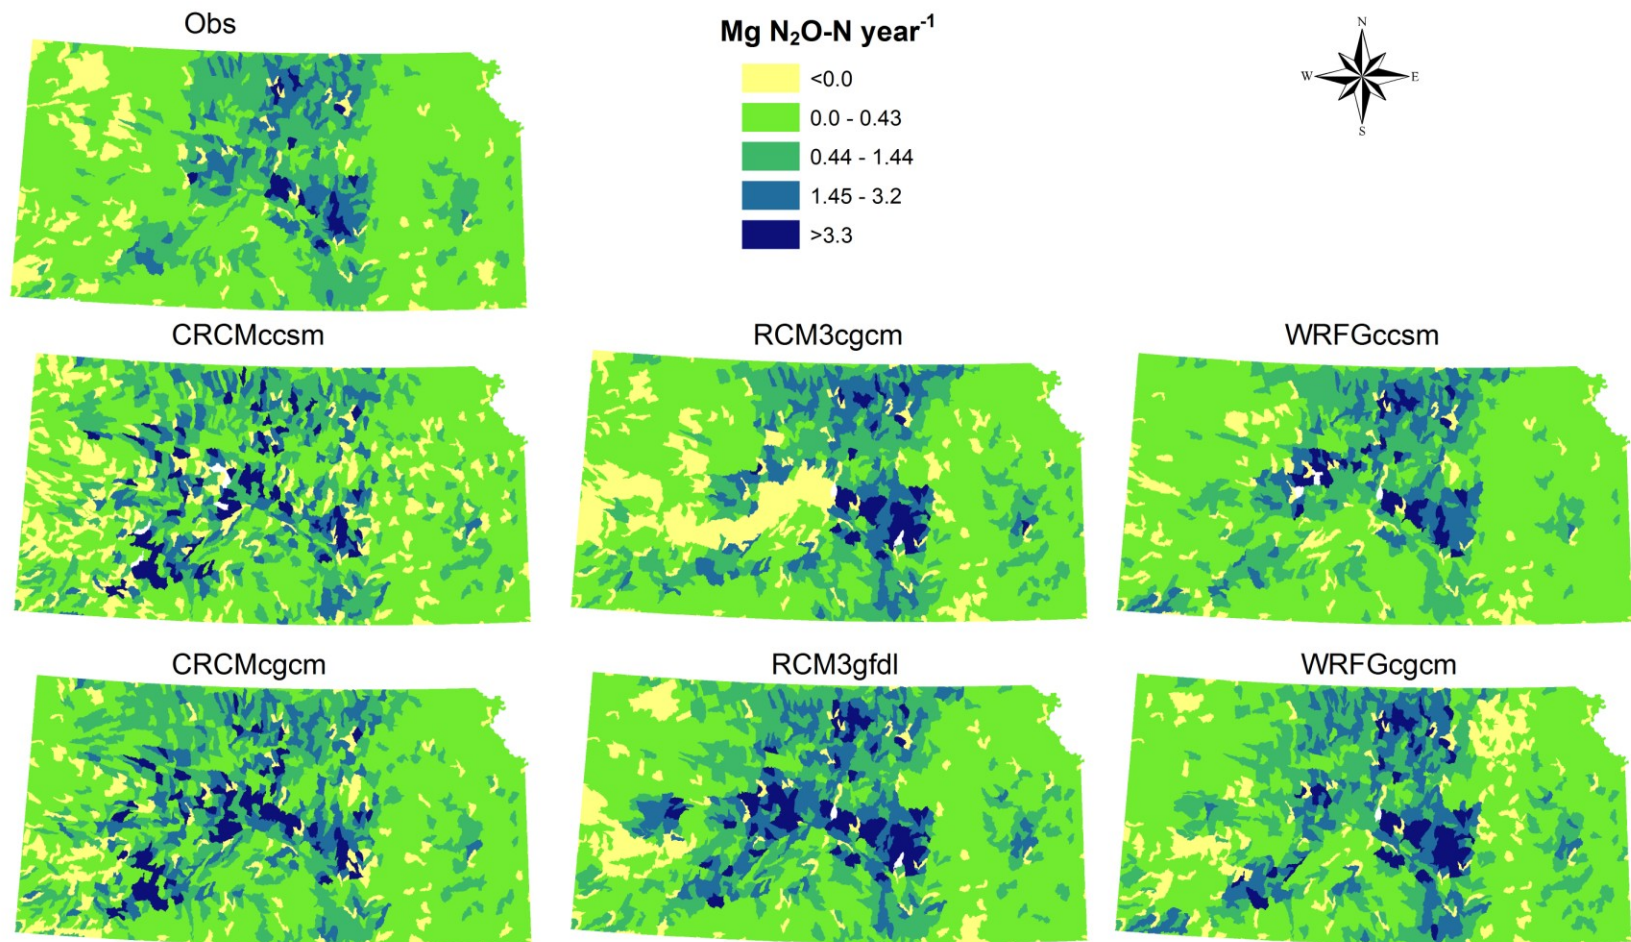 Obs
Mg N₂O-N year⁻¹
<0.0
0.0 - 0.43
0.44 - 1.44
1.45 - 3.2
>3.3
N
W E
S
CRCMccsm RCM3cgcm WRFGccsm
CRCMcgcm RCM3gfdl WRFGcgcm